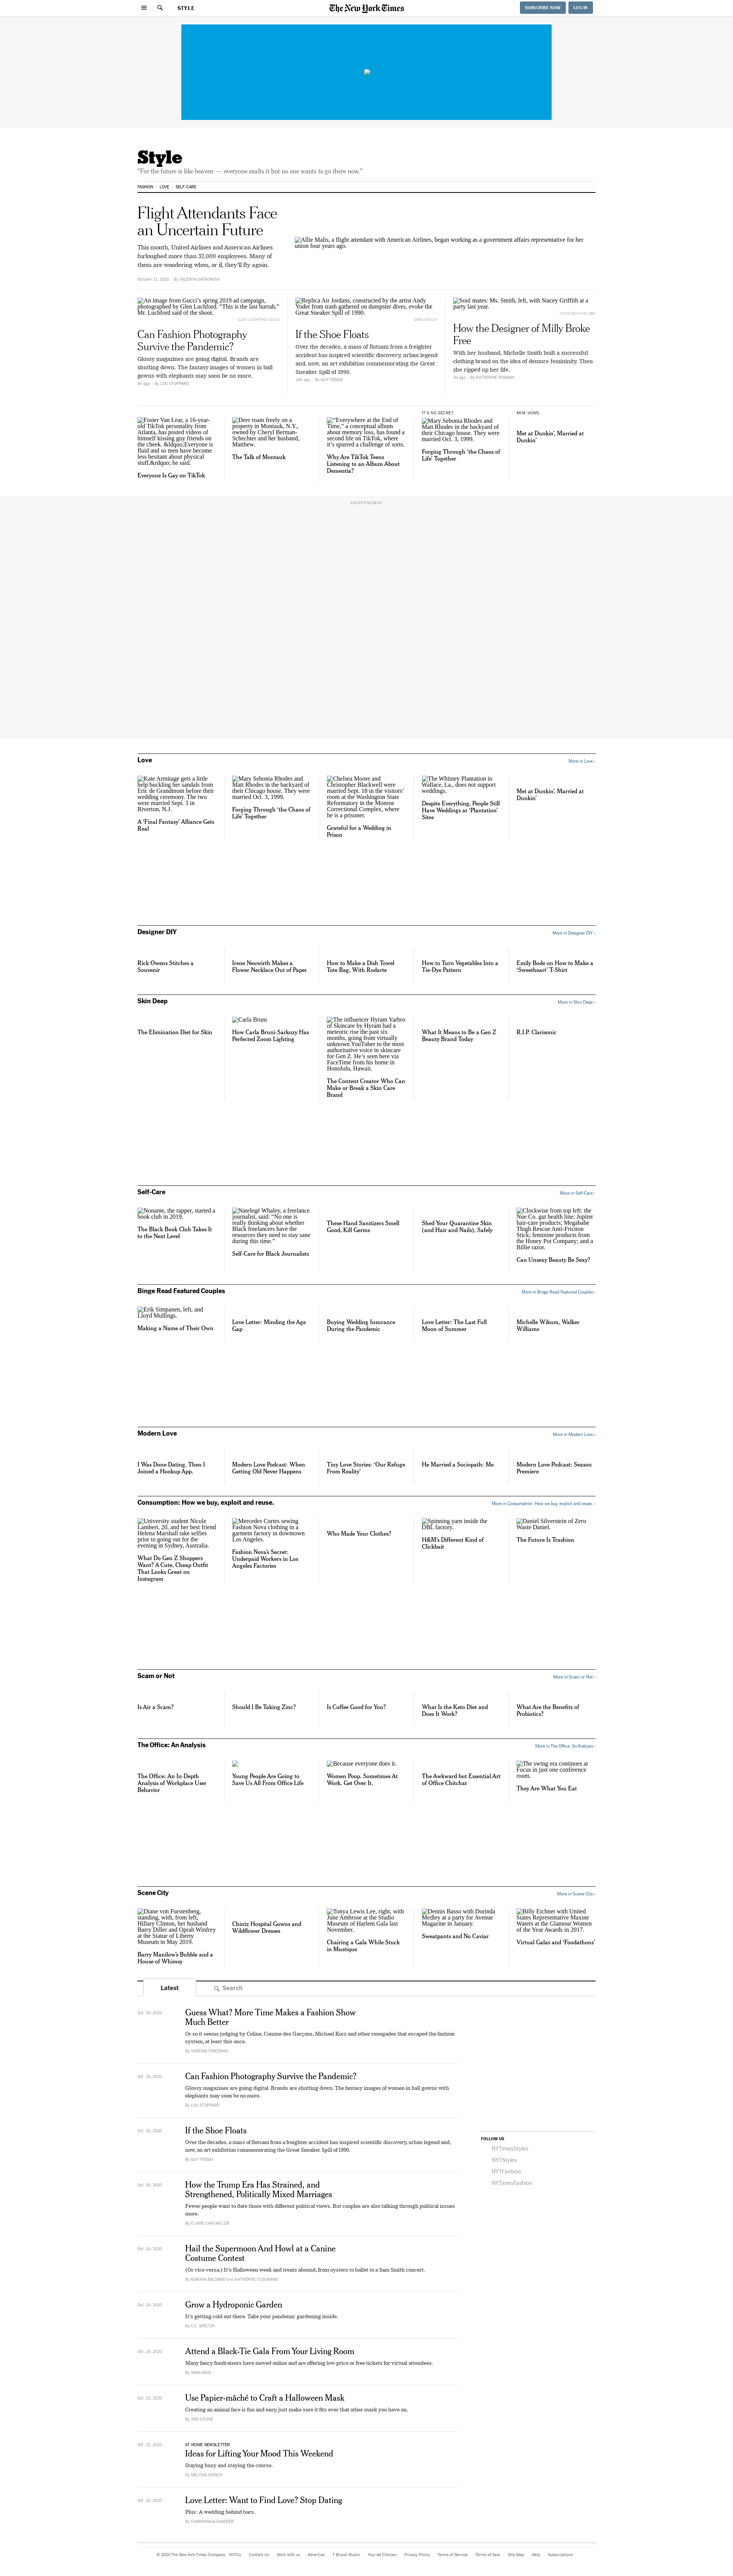 STYLE
The New York Times
SUBSCRIBE NOW
LOG IN
Style
"For the future is like heaven — everyone exalts it but no one wants to go there now."
FASHION
LOVE
SELF-CARE
Flight Attendants Face
an Uncertain Future
This month, United Airlines and American Airlines
furloughed more than 32,000 employees. Many of
them are wondering when, or if, they'll fly again.
By VALERIYA SAFRONOVA
Allie Malis, a flight attendant with American Airlines, began working as a government affairs representative for her
union four years ago.
An image from Gucci's spring 2019 ad campaign,
photographed by Glen Luchford. "This is the last hurrah,"
Mr. Luchford said of the shoot.
Can Fashion Photography
Survive the Pandemic?
Glossy magazines are going digital. Brands are
shutting down. The fantasy images of women in ball
gowns with elephants may soon be no more.
By LOU STOPPARD
Replica Air Jordans, constructed by the artist Andy
Yoder from trash gathered on dumpster dives, evoke the
Great Sneaker Spill of 1990.
If the Shoe Floats
Over the decades, a mass of flotsam from a freighter
accident has inspired scientific discovery, urban legend
and, now, an art exhibition commemorating the Great
Sneaker Spill of 1990.
By GUY TREBAY
Soul mates: Ms. Smith, left, with Stacey Griffith at a
party last year.
How the Designer of Milly Broke
Free
With her husband, Michelle Smith built a successful
clothing brand on the idea of demure femininity. Then
she ripped up her life.
By KATHERINE ROSMAN
Foster Van Lear, a 16-year-
old TikTok personality from
Atlanta, has posted videos of
himself kissing guy friends on
the cheek. &ldquo;Everyone is
fluid and so men have become
less hesitant about physical
stuff,&rdquo; he said.
Everyone Is Gay on TikTok
Deer roam freely on a
property in Montauk, N.Y.,
owned by Cheryl Berman-
Schechter and her husband,
Matthew.
The Talk of Montauk
"Everywhere at the End of
Time," a conceptual album
about memory loss, has found a
second life on TikTok, where
it's spurred a challenge of sorts.
Why Are TikTok Teens
Listening to an Album About
Dementia?
IT'S NO SECRET
Mary Sebonia Rhodes and
Matt Rhodes in the backyard of
their Chicago house. They were
married Oct. 3, 1999.
Forging Through 'the Chaos of
Life' Together
MINI-VOWS
Met at Dunkin', Married at
Dunkin'
ADVERTISEMENT
Love
More in Love ›
Kate Armitage gets a little
help buckling her sandals from
Eric de Grandmont before their
wedding ceremony. The two
were married Sept. 3 in
Riverton, N.J.
A 'Final Fantasy' Alliance Gets
Real
Mary Sebonia Rhodes and
Matt Rhodes in the backyard of
their Chicago house. They were
married Oct. 3, 1999.
Forging Through 'the Chaos of
Life' Together
Chelsea Moore and
Christopher Blackwell were
married Sept. 18 in the visitors'
room at the Washington State
Reformatory in the Monroe
Correctional Complex, where
he is a prisoner.
Grateful for a Wedding in
Prison
The Whitney Plantation in
Wallace, La., does not support
weddings.
Despite Everything, People Still
Have Weddings at 'Plantation'
Sites
Met at Dunkin', Married at
Dunkin'
Designer DIY
More in Designer DIY ›
Rick Owens Stitches a
Souvenir
Irene Neuwirth Makes a
Flower Necklace Out of Paper
How to Make a Dish Towel
Tote Bag, With Rodarte
How to Turn Vegetables Into a
Tie-Dye Pattern
Emily Bode on How to Make a
'Sweetheart' T-Shirt
Skin Deep
More in Skin Deep ›
The Elimination Diet for Skin
Carla Bruni
How Carla Bruni-Sarkozy Has
Perfected Zoom Lighting
The influencer Hyram Yarbro
of Skincare by Hyram had a
meteoric rise the past six
months, going from virtually
unknown YouTuber to the most
authoritative voice in skincare
for Gen Z. He's seen here via
FaceTime from his home in
Honolulu, Hawaii.
The Content Creator Who Can
Make or Break a Skin Care
Brand
What It Means to Be a Gen Z
Beauty Brand Today
R.I.P. Clarisonic
Self-Care
More in Self-Care ›
Noname, the rapper, started a
book club in 2019.
The Black Book Club Takes It
to the Next Level
Natelegé Whaley, a freelance
journalist, said: "No one is
really thinking about whether
Black freelancers have the
resources they need to stay sane
during this time."
Self-Care for Black Journalists
These Hand Sanitizers Smell
Good, Kill Germs
Shed Your Quarantine Skin
(and Hair and Nails), Safely
Clockwise from top left: the
Nue Co. gut health line; Jupiter
hair-care products; Megababe
Thigh Rescue Anti-Friction
Stick; feminine products from
the Honey Pot Company; and a
Billie razor.
Can Unsexy Beauty Be Sexy?
Binge Read Featured Couples
More in Binge Read Featured Couples ›
Erik Simpanen, left, and
Lloyd Mullings.
Making a Name of Their Own
Love Letter: Minding the Age
Gap
Buying Wedding Insurance
During the Pandemic
Love Letter: The Last Full
Moon of Summer
Michelle Wikum, Walker
Williams
Modern Love
More in Modern Love ›
I Was Done Dating. Then I
Joined a Hookup App.
Modern Love Podcast: When
Getting Old Never Happens
Tiny Love Stories: 'Our Refuge
From Reality'
He Married a Sociopath: Me
Modern Love Podcast: Season
Premiere
Consumption: How we buy, exploit and reuse.
More in Consumption: How we buy, exploit and reuse. ›
University student Nicole
Lambert, 20, and her best friend
Helena Marshall take selfies
prior to going out for the
evening in Sydney, Australia.
What Do Gen Z Shoppers
Want? A Cute, Cheap Outfit
That Looks Great on
Instagram
Mercedes Cortes sewing
Fashion Nova clothing in a
garment factory in downtown
Los Angeles.
Fashion Nova's Secret:
Underpaid Workers in Los
Angeles Factories
Who Made Your Clothes?
Spinning yarn inside the
DBL factory.
H&M's Different Kind of
Clickbait
Daniel Silverstein of Zero
Waste Daniel.
The Future Is Trashion
Scam or Not
More in Scam or Not ›
Is Air a Scam?
Should I Be Taking Zinc?
Is Coffee Good for You?
What Is the Keto Diet and
Does It Work?
What Are the Benefits of
Probiotics?
The Office: An Analysis
More in The Office: An Analysis ›
The Office: An In-Depth
Analysis of Workplace User
Behavior
Young People Are Going to
Save Us All From Office Life
Because everyone does it.
Women Poop. Sometimes At
Work. Get Over It.
The Awkward but Essential Art
of Office Chitchat
The swing era continues at
Focus in just one conference
room.
They Are What You Eat
Scene City
More in Scene City ›
Diane von Furstenberg,
standing, with, from left,
Hillary Clinton, her husband
Barry Diller and Oprah Winfrey
at the Statue of Liberty
Museum in May 2019.
Barry Manilow's Bubble and a
House of Whimsy
Chintz Hospital Gowns and
Wildflower Dresses
Tonya Lewis Lee, right, with
June Ambrose at the Studio
Museum of Harlem Gala last
November.
Chairing a Gala While Stuck
in Mustique
Dennis Basso with Dorinda
Medley at a party for Avenue
Magazine in January.
Sweatpants and No Caviar
Billy Eichner with United
States Representative Maxine
Waters at the Glamour Women
of the Year Awards in 2017.
Virtual Galas and 'Foodathons'
Latest
Search
Guess What? More Time Makes a Fashion Show
Much Better
Or so it seems judging by Celine, Comme des Garçons, Michael Kors and other renegades that escaped the fashion
system, at least this once.
By VANESSA FRIEDMAN
Can Fashion Photography Survive the Pandemic?
Glossy magazines are going digital. Brands are shutting down. The fantasy images of women in ball gowns with
elephants may soon be no more.
By LOU STOPPARD
If the Shoe Floats
Over the decades, a mass of flotsam from a freighter accident has inspired scientific discovery, urban legend and,
now, an art exhibition commemorating the Great Sneaker Spill of 1990.
By GUY TREBAY
How the Trump Era Has Strained, and
Strengthened, Politically Mixed Marriages
Fewer people want to date those with different political views. But couples are also talking through political issues
more.
By CLAIRE CAIN MILLER
Hail the Supermoon And Howl at a Canine
Costume Contest
(Or vice versa.) It's Halloween week and treats abound, from oysters to ballet to a Sam Smith concert.
By ADRIANA BALSAMO and KATHERINE CUSUMANO
Grow a Hydroponic Garden
It's getting cold out there. Take your pandemic gardening inside.
By A.C. SHILTON
Attend a Black-Tie Gala From Your Living Room
Many fancy fundraisers have moved online and are offering low-price or free tickets for virtual attendees.
Use Papier-mâché to Craft a Halloween Mask
Creating an animal face is fun and easy, just make sure it fits over that other mask you have on.
By JODI LEVINE
AT HOME NEWSLETTER
Ideas for Lifting Your Mood This Weekend
Staying busy and staying the course.
By MELISSA KIRSCH
Love Letter: Want to Find Love? Stop Dating
Plus: A wedding behind bars.
By CHARANNA ALEXANDER
FOLLOW US
NYTimesStyles
NYTStyles
NYTFashion
NYTimesFashion
© 2020 The New York Times Company
NYTCo
Contact Us
Work with us
Advertise
T Brand Studio
Your Ad Choices
Privacy Policy
Terms of Service
Terms of Sale
Site Map
Help
Subscriptions